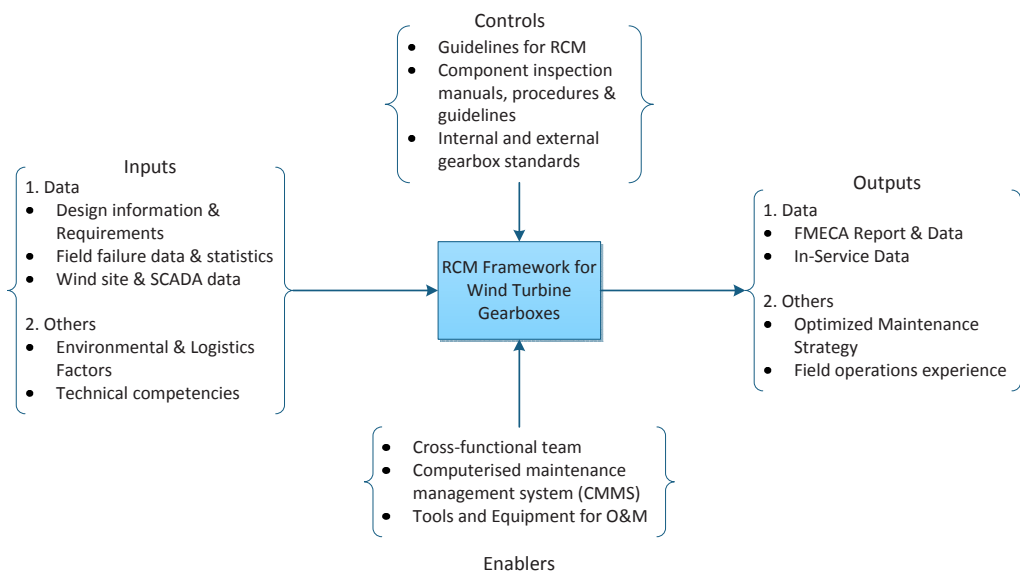 Controls
● Guidelines for RCM
● Component inspection
manuals, procedures &
guidelines
● Internal and external
gearbox standards
Inputs
1. Data
● Design information &
Requirements
● Field failure data & statistics
● Wind site & SCADA data
2. Others
● Environmental & Logistics
Factors
● Technical competencies
RCM Framework for
Wind Turbine
Gearboxes
Outputs
1. Data
● FMECA Report & Data
● In-Service Data
2. Others
● Optimized Maintenance
Strategy
● Field operations experience
● Cross-functional team
● Computerised maintenance
management system (CMMS)
● Tools and Equipment for O&M
Enablers